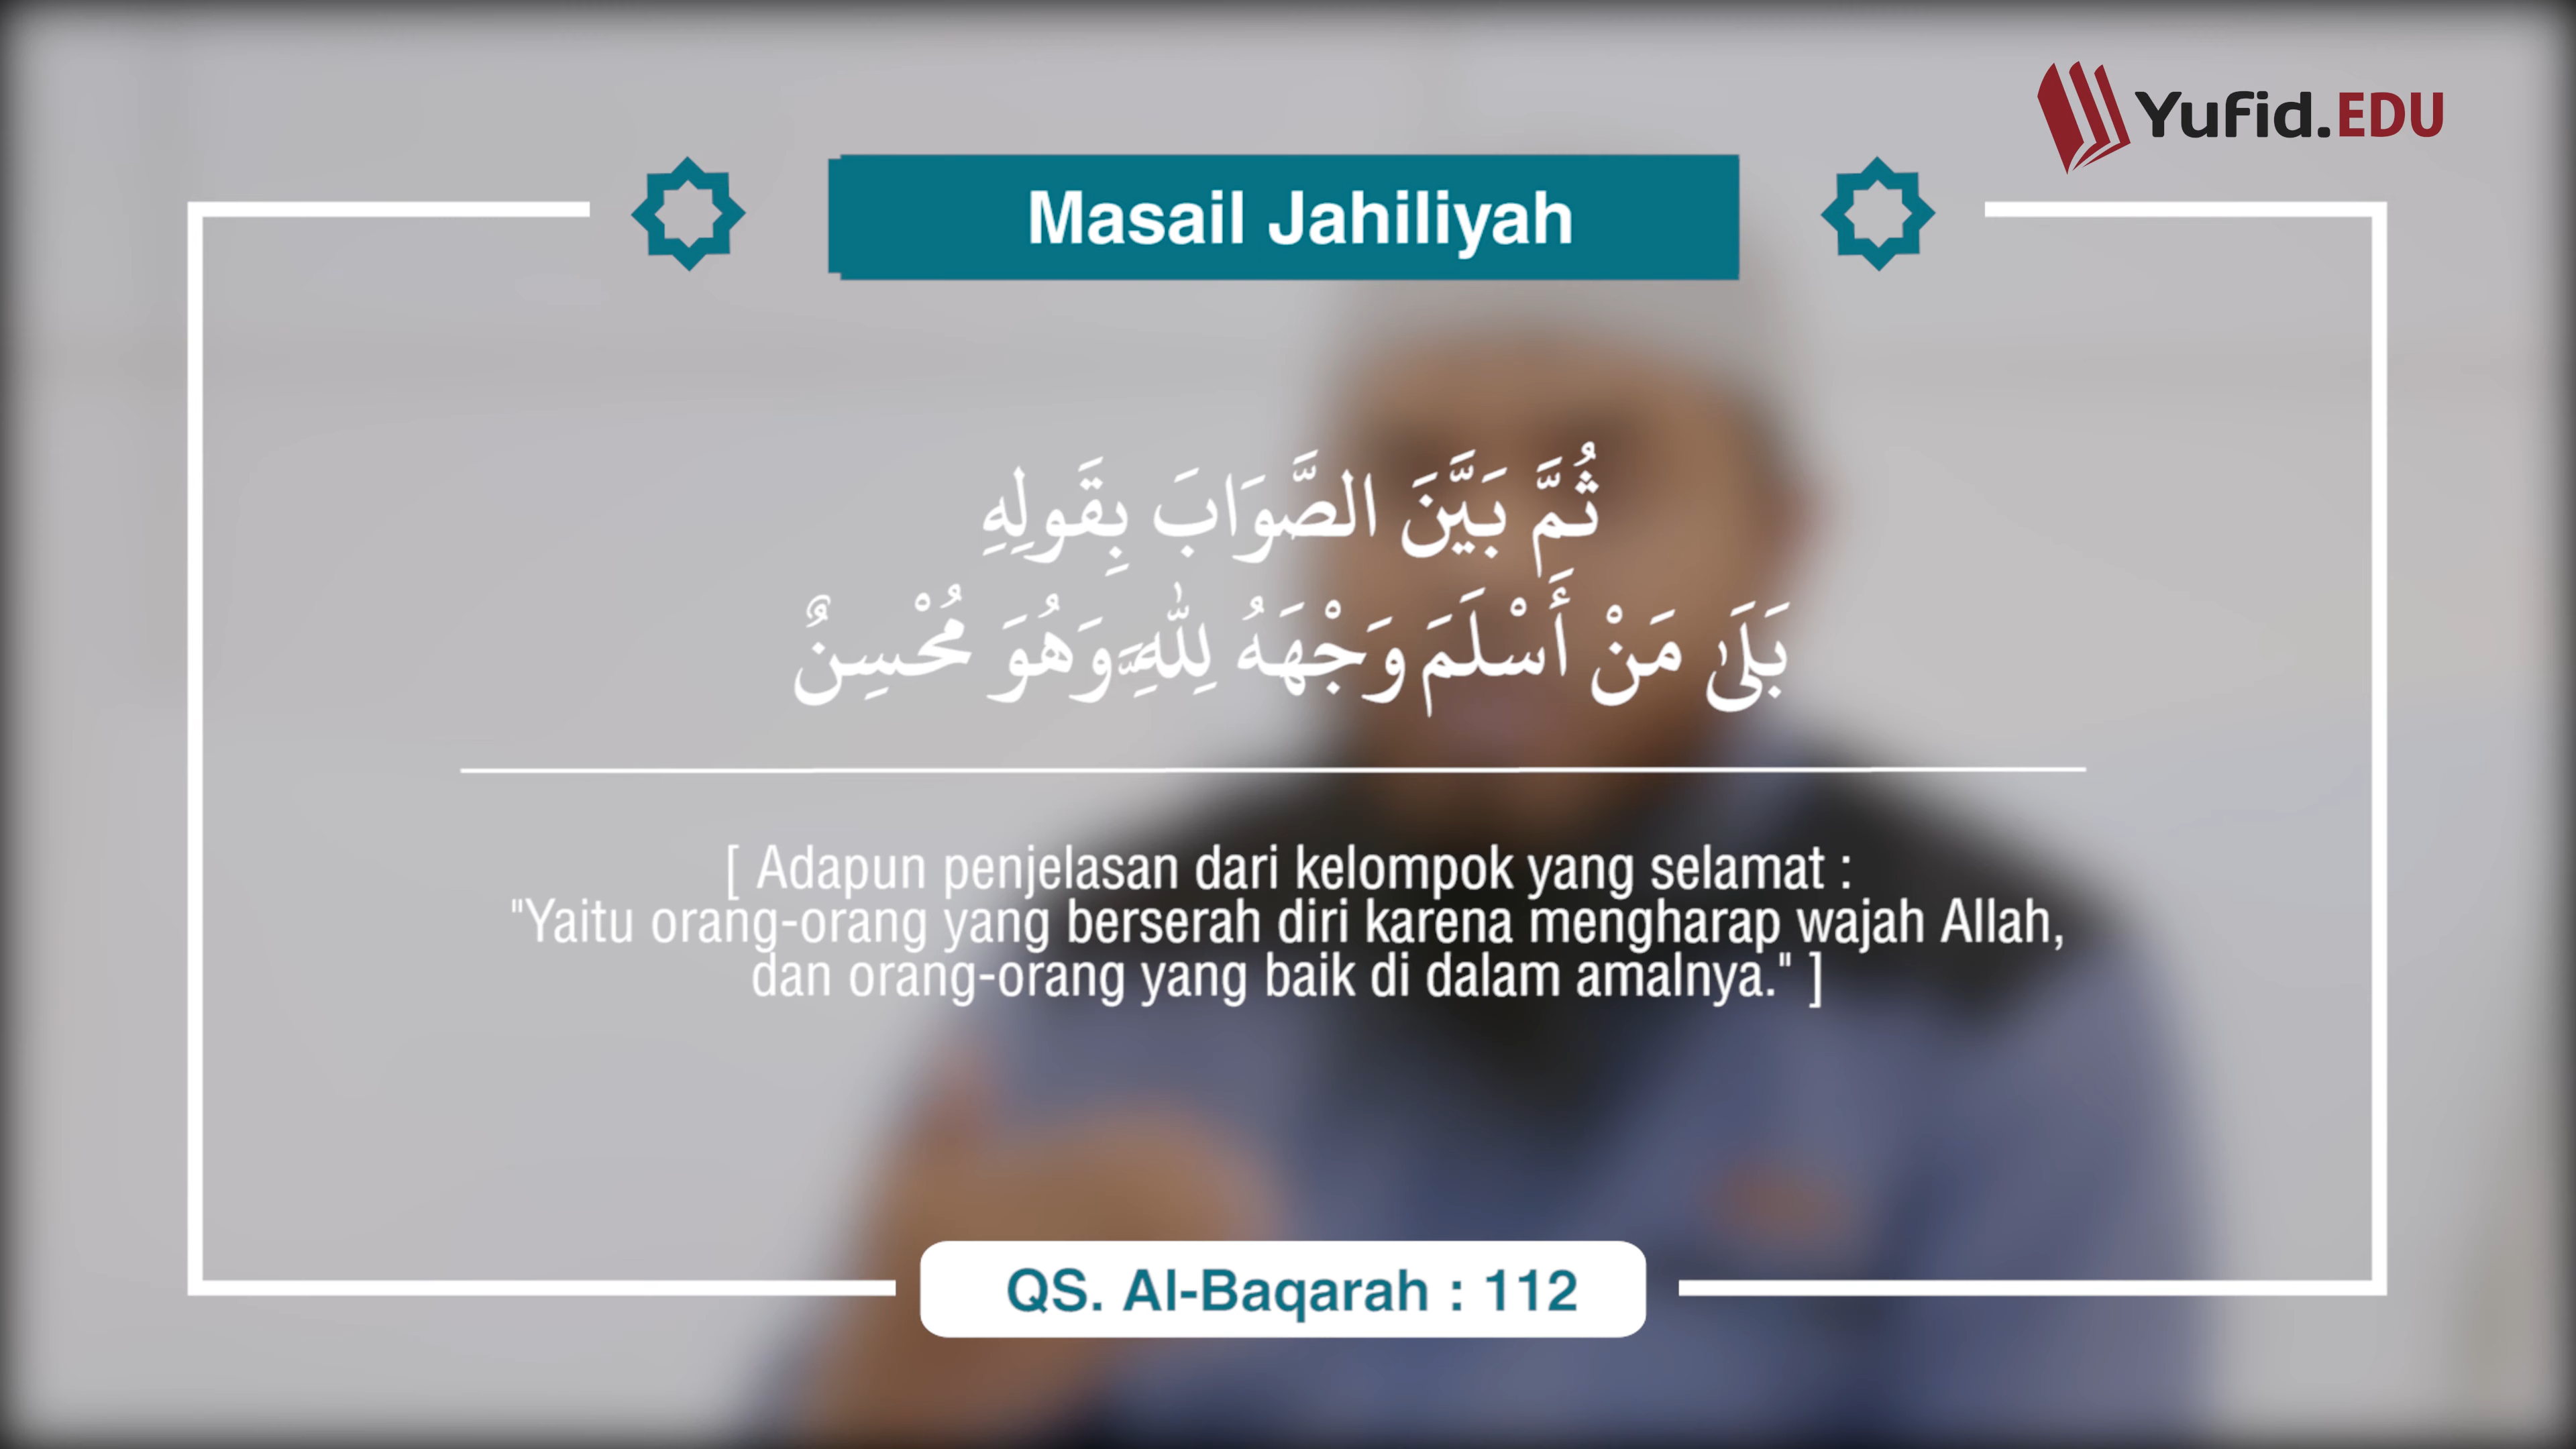 Yufid.EDU
Masail Jahiliyah
ثُمَّ بَيَّنَ الصَّوَابَ بِقَولِهِ
بَلَىٰ مَنْ أَسْلَمَ وَجْهَهُ لِلَّهِ وَهُوَ مُحْسِنٌ
[ Adapun penjelasan dari kelompok yang selamat :
"Yaitu orang-orang yang berserah diri karena mengharap wajah Allah,
dan orang-orang yang baik di dalam amalnya." ]
QS. Al-Baqarah : 112